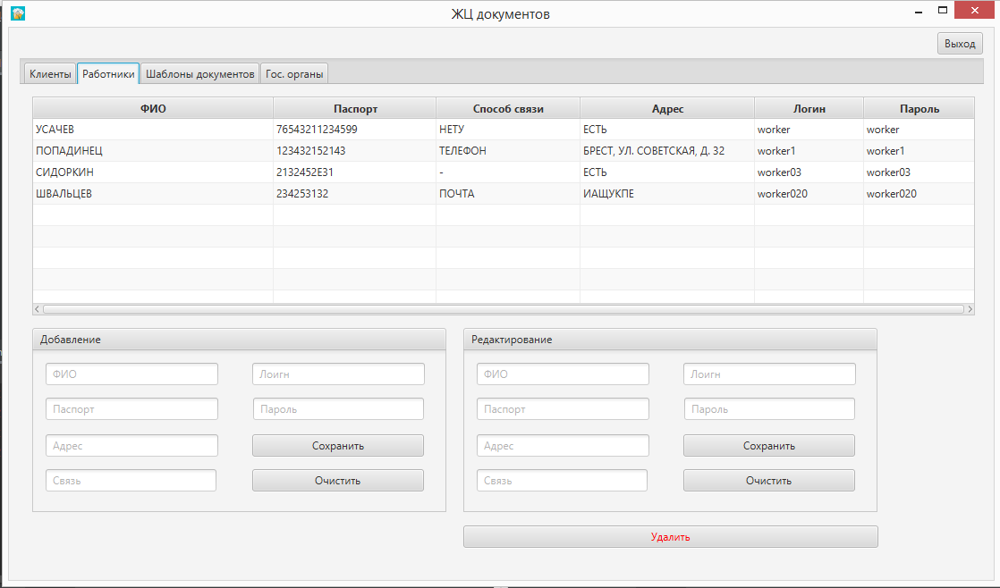 ЖЦ документов
Выход
Клиенты Работники Шаблоны документов Гос. органы
ФИО Паспорт Способ связи Адрес Логин Пароль
УСАЧЕВ 76543211234599 НЕТУ ЕСТЬ worker worker
ПОПАДИНЕЦ 123432152143 ТЕЛЕФОН БРЕСТ, УЛ. СОВЕТСКАЯ, Д. 32 worker1 worker1
СИДОРКИН 2132452E31 - ЕСТЬ worker03 worker03
ШВАЛЬЦЕВ 234253132 ПОЧТА ИАЩУКПЕ worker020 worker020
Добавление
ФИО Лоигн
Паспорт Пароль
Адрес Сохранить
Связь Очистить
Редактирование
ФИО Лоигн
Паспорт Пароль
Адрес Сохранить
Связь Очистить
Удалить